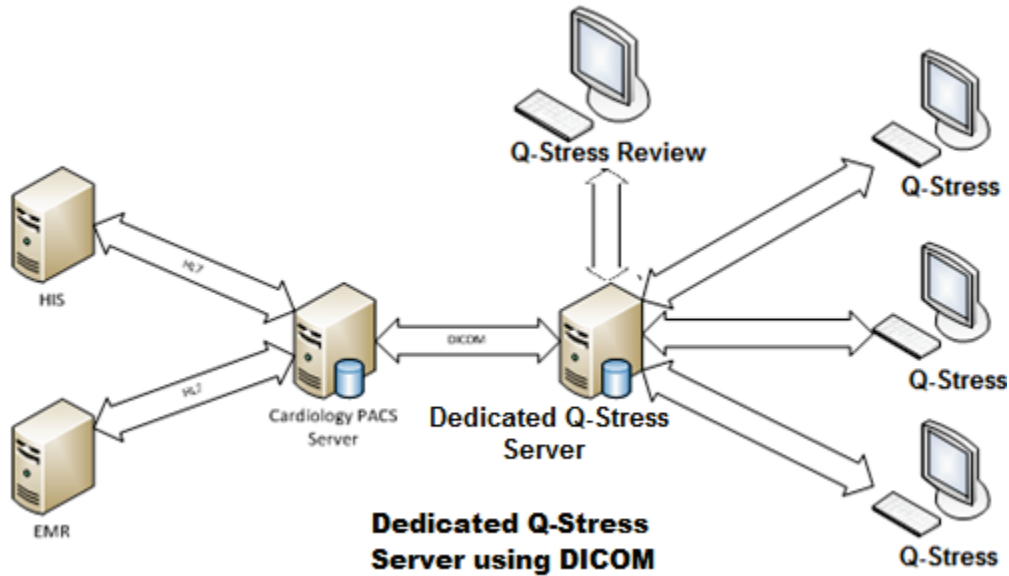 Q-Stress Review
Q-Stress
HIS
HL7
DICOM
Q-Stress
HL7
Cardiology PACS
Server
Dedicated Q-Stress
Server
EMR
Dedicated Q-Stress
Server using DICOM
Q-Stress